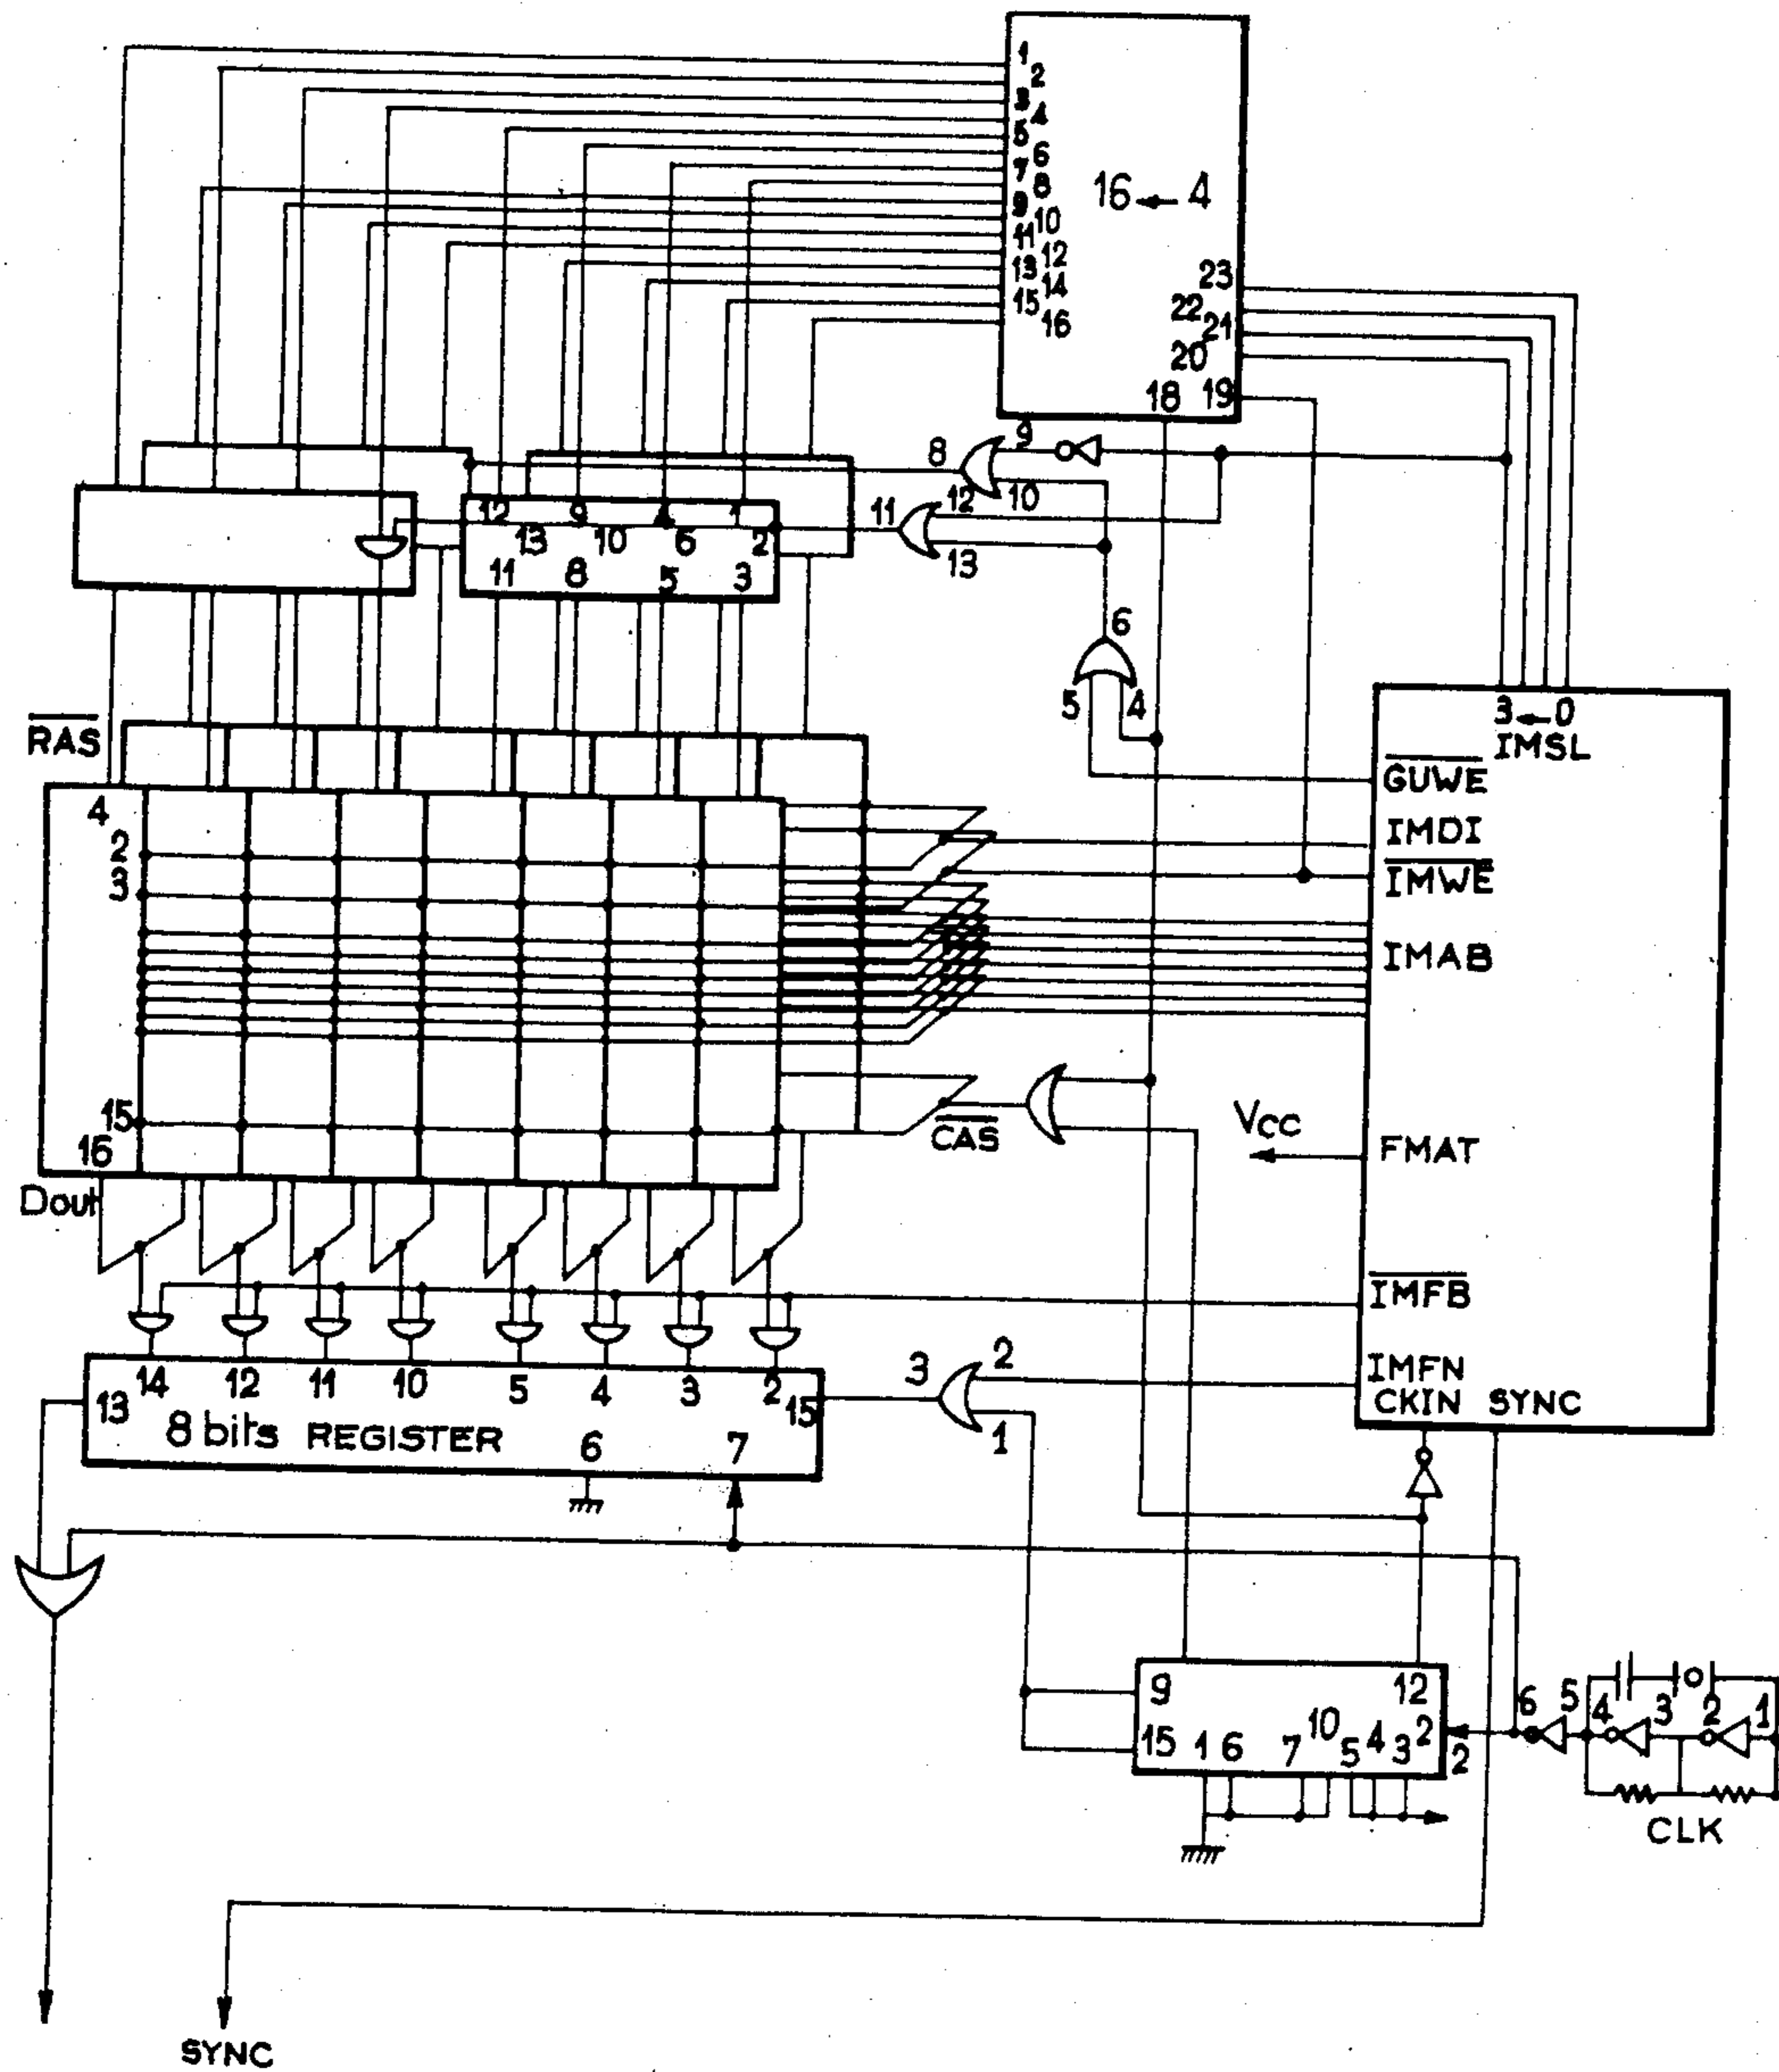 1
2
3
4
5
6
7
8
9
10
11
12
13
14
15
16
16 ← 4
23
22
21
20
18 19
8
9
10
11
12
13
12 9 1
13 10 6 2
11 8 5 3
6
5 4
RAS
4
2
3
15
16
Dout
CAS
3←0
IMSL
GUWE
IMDI
IMWE
IMAB
VCC
FMAT
IMFB
IMFN
CKIN SYNC
3
2
1
14 12 11 10 5 4 3 2
13
15
8 bits REGISTER
6
7
9
12
15 1 6 7 10 5 4 3 2
2
6 5 4 3 2 1
CLK
SYNC